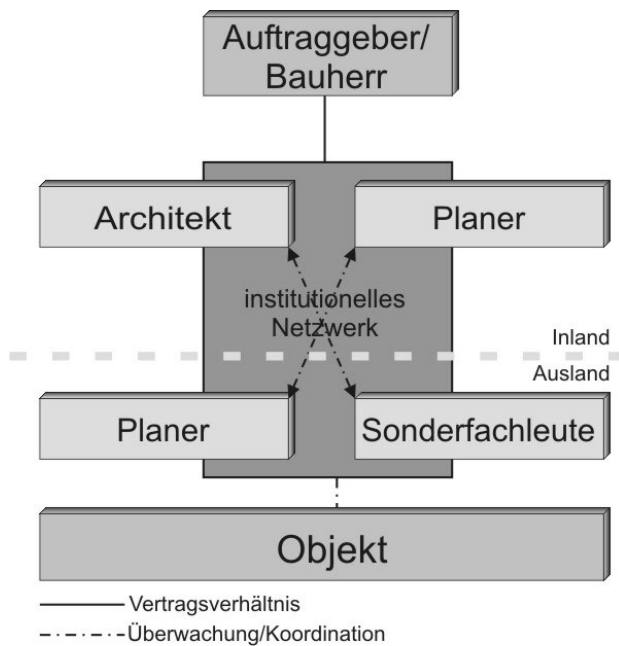 Auftraggeber/
Bauherr
Architekt
Planer
institutionelles
Netzwerk
Inland
Ausland
Planer
Sonderfachleute
Objekt
Vertragsverhältnis
Überwachung/Koordination